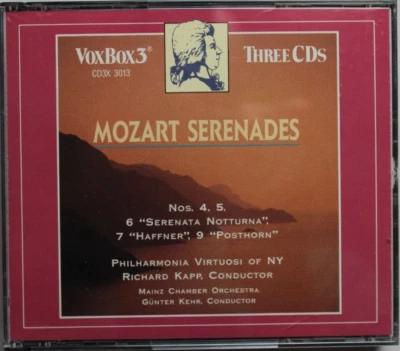 VOXBOX3® THREE CDS
CD3X 3013
MOZART SERENADES
NOS. 4, 5,
6 "SERENATA NOTTURNA",
7 "HAFFNER", 9 "POSTHORN"
PHILHARMONIA VIRTUOSI OF NY
RICHARD KAPP, CONDUCTOR
MAINZ CHAMBER ORCHESTRA
GÜNTER KEHR, CONDUCTOR